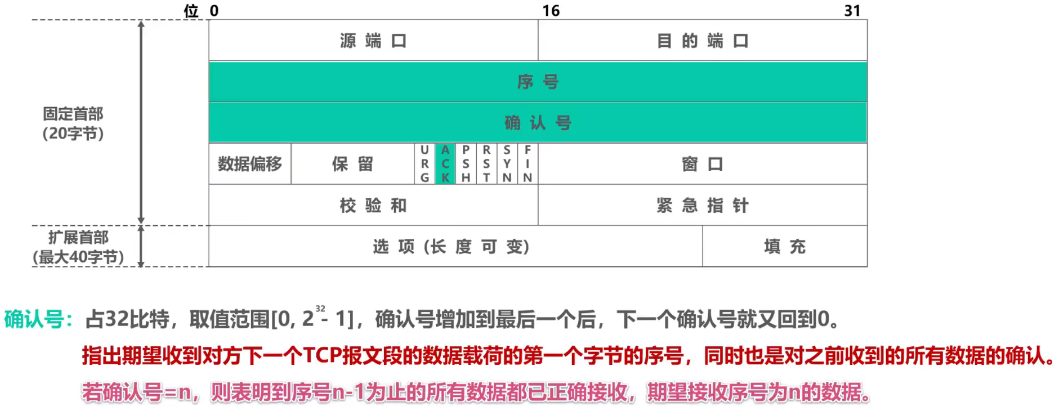 位 0 16 31
源 端 口 目 的 端 口
序 号
固定首部
(20字节)
确 认 号
数据偏移 保 留 URG ACK PSH RST SYN FIN 窗 口
校 验 和 紧 急 指 针
扩展首部
(最大40字节)
选 项 (长 度 可 变) 填 充
确认号：占32比特，取值范围[0, 2^32 - 1]，确认号增加到最后一个后，下一个确认号就又回到0。
指出期望收到对方下一个TCP报文段的数据载荷的第一个字节的序号，同时也是对之前收到的所有数据的确认。
若确认号=n，则表明到序号n-1为止的所有数据都已正确接收，期望接收序号为n的数据。